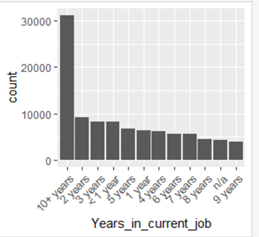 30000
20000
10000
0
count
10+ years
2 years
3 years
< 1 year
5 years
1 year
4 years
6 years
7 years
8 years
n/a
9 years
Years_in_current_job